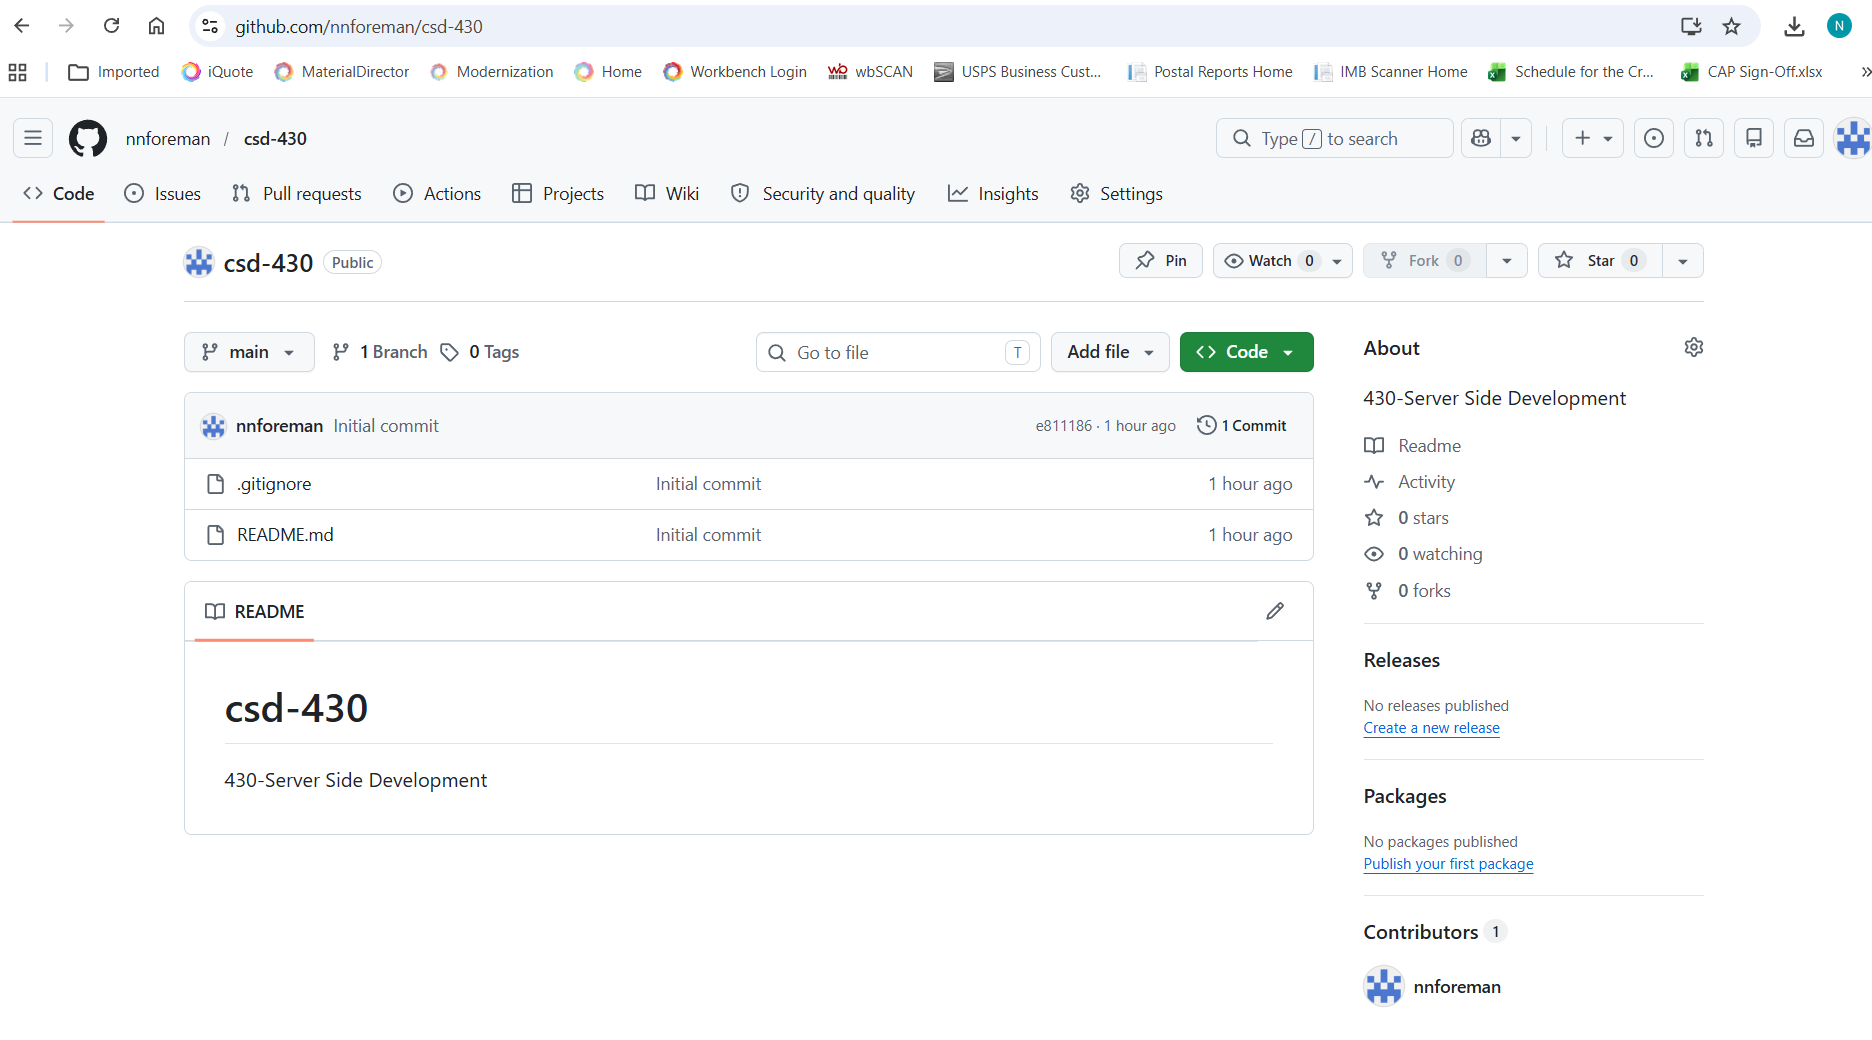 github.com/nnforeman/csd-430
N
Imported iQuote MaterialDirector Modernization Home Workbench Login wb wbSCAN USPS Business Cust... Postal Reports Home IMB Scanner Home Schedule for the Cr... CAP Sign-Off.xlsx »
nnforeman / csd-430 Type / to search
Code Issues Pull requests Actions Projects Wiki Security and quality Insights Settings
csd-430 Public Pin Watch 0 Fork 0 Star 0
main 1 Branch 0 Tags Go to file T Add file Code
nnforeman Initial commit e811186 · 1 hour ago 1 Commit
.gitignore Initial commit 1 hour ago
README.md Initial commit 1 hour ago
README
csd-430
430-Server Side Development
About
430-Server Side Development
Readme
Activity
0 stars
0 watching
0 forks
Releases
No releases published
Create a new release
Packages
No packages published
Publish your first package
Contributors 1
nnforeman